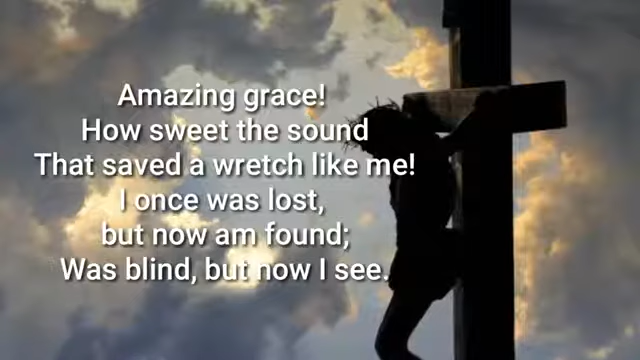 Amazing grace!
How sweet the sound
That saved a wretch like me!
I once was lost,
but now am found;
Was blind, but now I see.